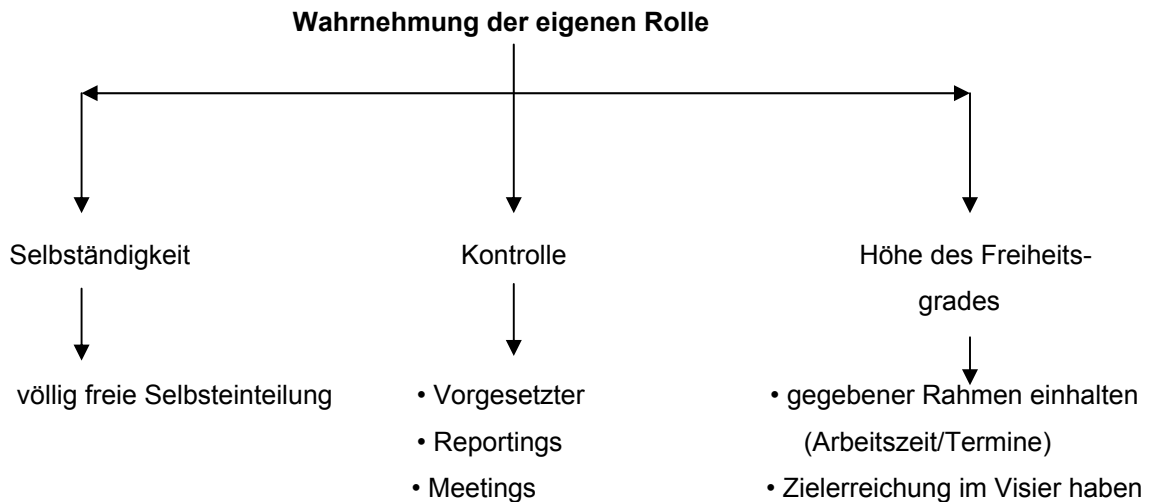 Wahrnehmung der eigenen Rolle
Selbständigkeit
Kontrolle
Höhe des Freiheits-
grades
völlig freie Selbsteinteilung
• Vorgesetzter
• Reportings
• Meetings
• gegebener Rahmen einhalten
(Arbeitszeit/Termine)
• Zielerreichung im Visier haben